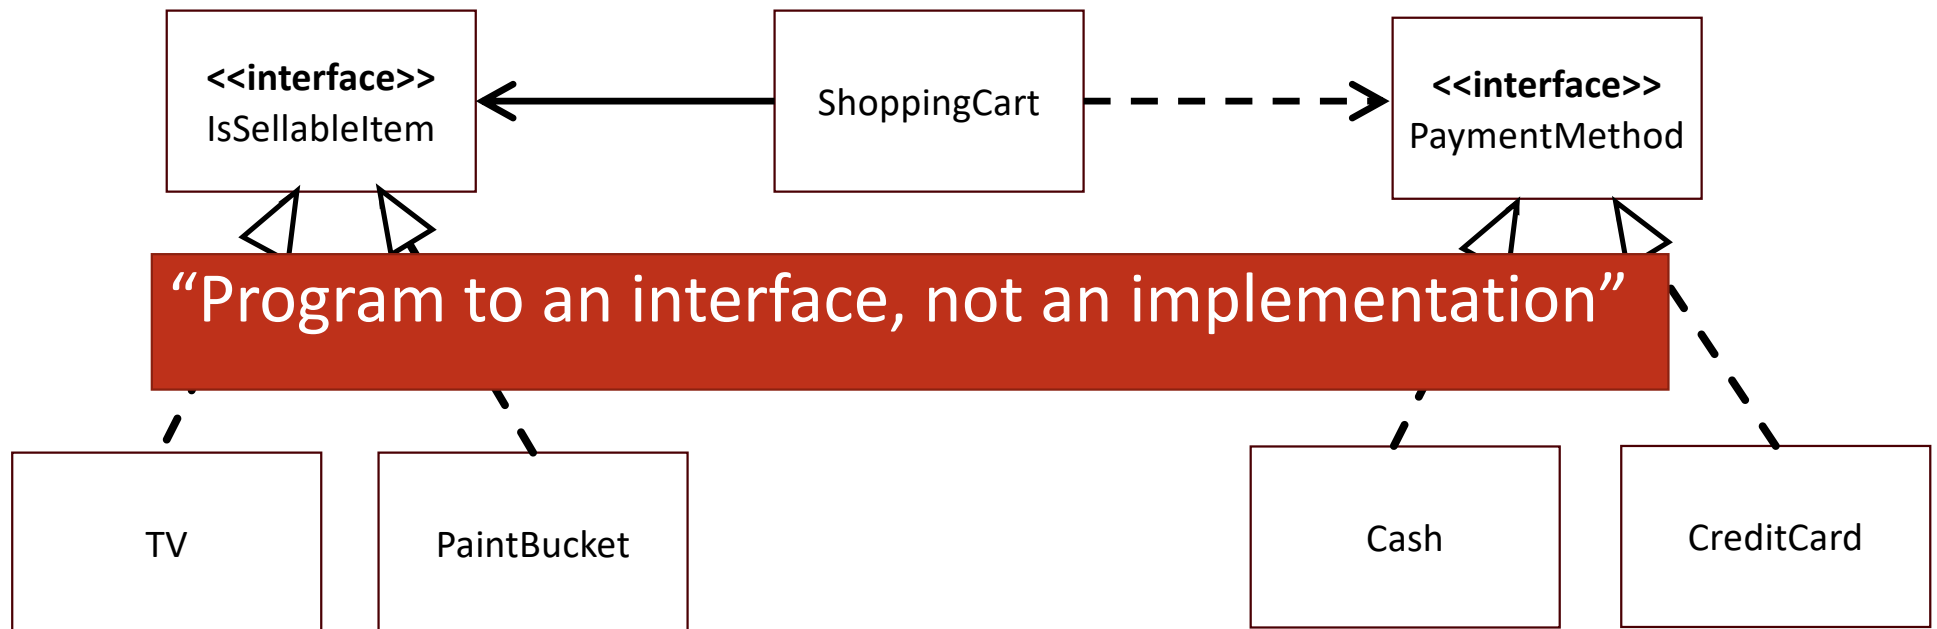 <<interface>>
IsSellableItem
ShoppingCart
<<interface>>
PaymentMethod
“Program to an interface, not an implementation”
TV
PaintBucket
Cash
CreditCard